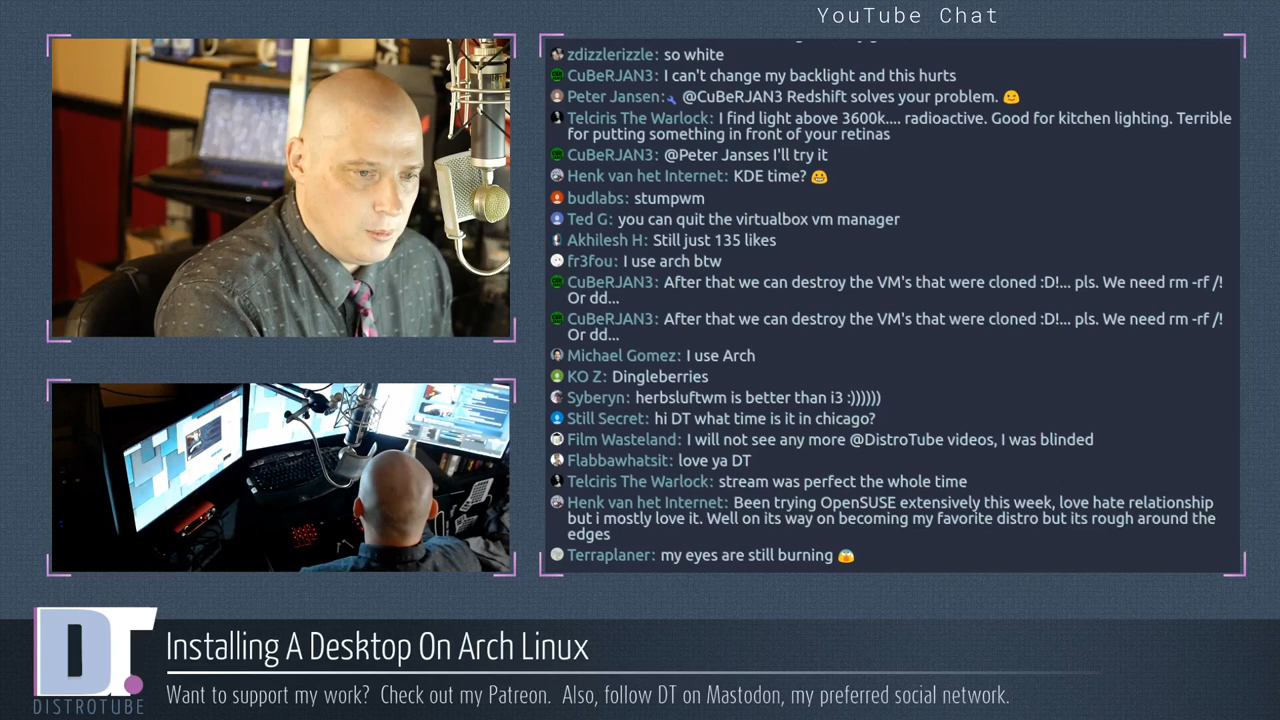 YouTube Chat
zdizzlerizzle: so white
CuBeRJAN3: I can't change my backlight and this hurts
Peter Jansen: @CuBeRJAN3 Redshift solves your problem. 😉
Telciris The Warlock: I find light above 3600k.... radioactive. Good for kitchen lighting. Terrible
for putting something in front of your retinas
CuBeRJAN3: @Peter Janses I'll try it
Henk van het Internet: KDE time? 😀
budlabs: stumpwm
Ted G: you can quit the virtualbox vm manager
Akhilesh H: Still just 135 likes
fr3fou: I use arch btw
CuBeRJAN3: After that we can destroy the VM's that were cloned :D!... pls. We need rm -rf /!
Or dd...
CuBeRJAN3: After that we can destroy the VM's that were cloned :D!... pls. We need rm -rf /!
Or dd...
Michael Gomez: I use Arch
KO Z: Dingleberries
Syberyn: herbsluftwm is better than i3 :))))))
Still Secret: hi DT what time is it in chicago?
Film Wasteland: I will not see any more @DistroTube videos, I was blinded
Flabbawhatsit: love ya DT
Telciris The Warlock: stream was perfect the whole time
Henk van het Internet: Been trying OpenSUSE extensively this week, love hate relationship
but i mostly love it. Well on its way on becoming my favorite distro but its rough around the
edges
Terraplaner: my eyes are still burning 😱
DT.
DISTROTUBE
Installing A Desktop On Arch Linux
Want to support my work? Check out my Patreon. Also, follow DT on Mastodon, my preferred social network.